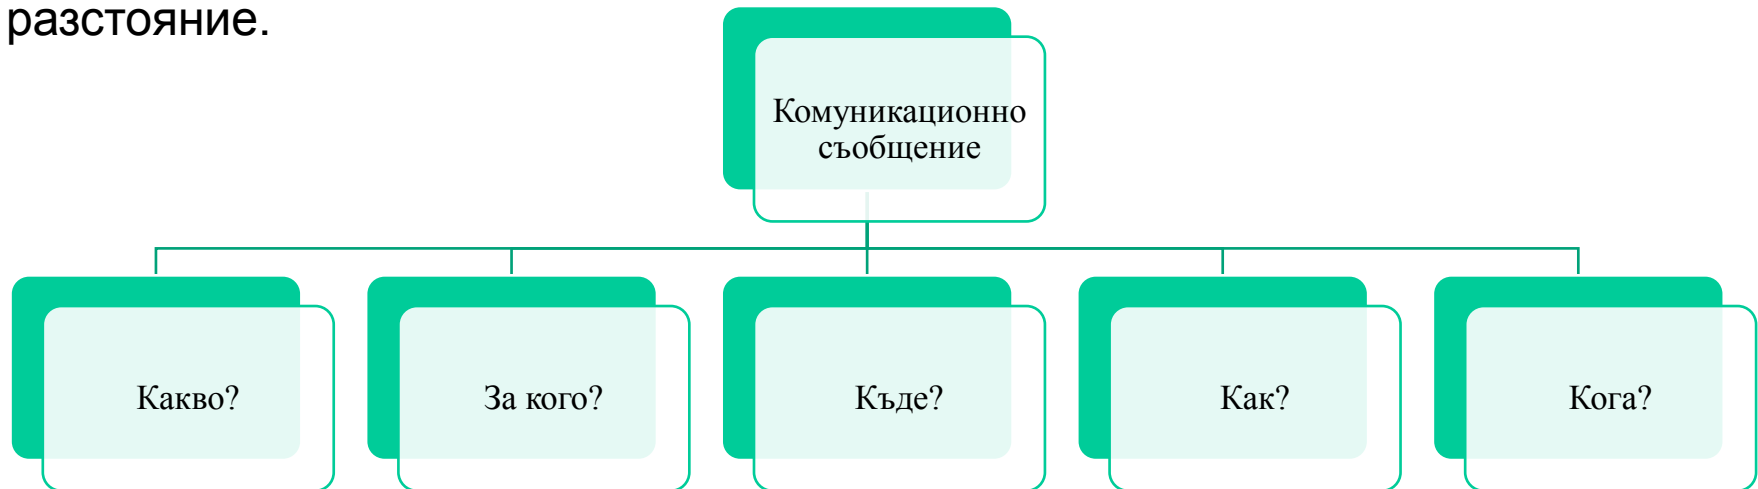 разстояние.
Комуникационно
съобщение
Какво?
За кого?
Къде?
Как?
Кога?